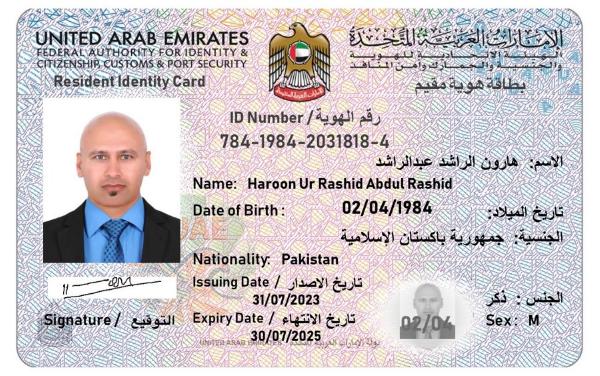 UNITED ARAB EMIRATES
FEDERAL AUTHORITY FOR IDENTITY &
CITIZENSHIP, CUSTOMS & PORT SECURITY
Resident Identity Card
الإمارات العربية المتحدة
الهيئة الاتحادية للهوية
والجنسية والجمارك وأمن المنافذ
بطاقة هوية مقيم
ID Number / رقم الهوية
784-1984-2031818-4
الاسم: هارون الراشد عبدالراشد
Name: Haroon Ur Rashid Abdul Rashid
Date of Birth : 02/04/1984 تاريخ الميلاد:
الجنسية: جمهورية باكستان الإسلامية
Nationality: Pakistan
Issuing Date / تاريخ الاصدار
31/07/2023
الجنس : ذكر
Expiry Date / تاريخ الانتهاء
30/07/2025
02/04
Sex: M
Signature / التوقيع
UNITED ARAB EMIRATES - دولة الإمارات العربية المتحدة